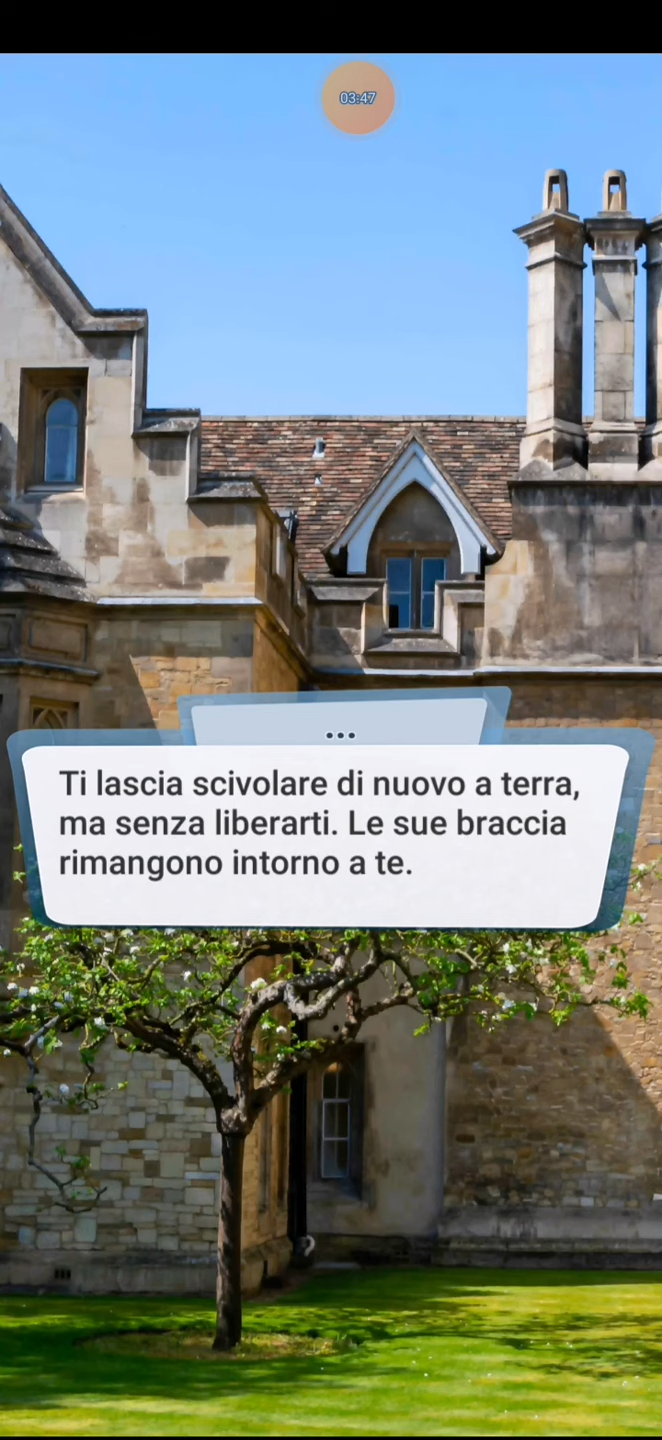 03:47
...
Ti lascia scivolare di nuovo a terra,
ma senza liberarti. Le sue braccia
rimangono intorno a te.